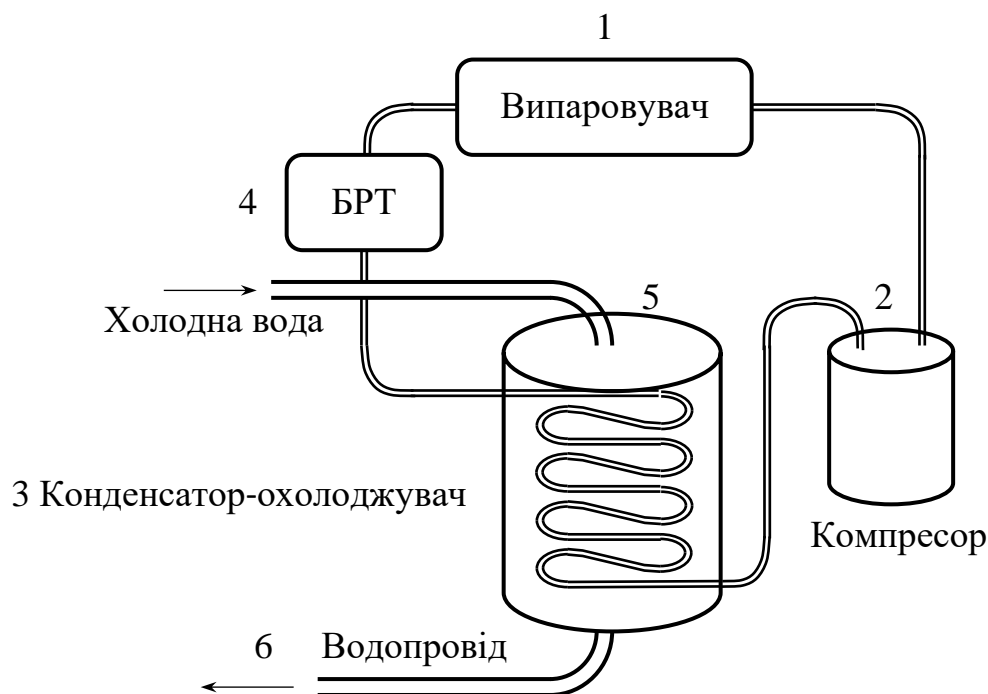 1
Випаровувач
4
БРТ
Холодна вода
5
2
3 Конденсатор-охолоджувач
Компресор
6 Водопровід